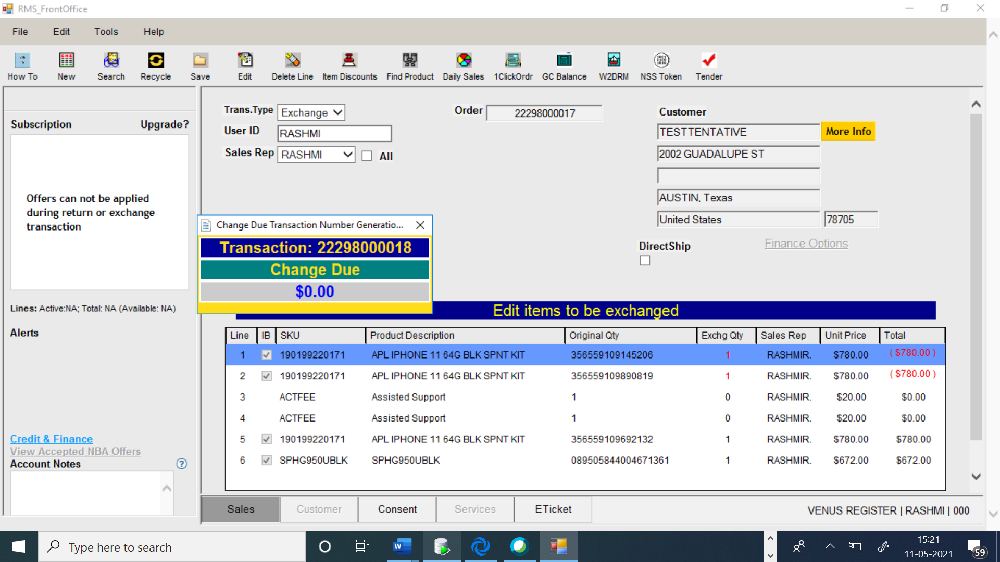 RMS_FrontOffice
File Edit Tools Help
How To New Search Recycle Save Edit Delete Line Item Discounts Find Product Daily Sales 1ClickOrdr GC Balance W2DRM NSS Token Tender
Subscription Upgrade?
Offers can not be applied
during return or exchange
transaction
Lines: Active:NA; Total: NA (Available: NA)
Alerts
Credit & Finance
View Accepted NBA Offers
Account Notes ?
Trans.Type Exchange
User ID RASHMI
Sales Rep RASHMI All
Order 22298000017
Customer
TESTTENTATIVE More Info
2002 GUADALUPE ST
AUSTIN, Texas
United States 78705
DirectShip Finance Options
Change Due Transaction Number Generatio...
Transaction: 22298000018
Change Due
$0.00
Edit items to be exchanged
Line IB SKU Product Description Original Qty Exchg Qty Sales Rep Unit Price Total
1 190199220171 APL IPHONE 11 64G BLK SPNT KIT 356559109145206 1 RASHMIR. $780.00 ( $780.00 )
2 190199220171 APL IPHONE 11 64G BLK SPNT KIT 356559109890819 1 RASHMIR. $780.00 ( $780.00 )
3 ACTFEE Assisted Support 1 0 RASHMIR. $20.00 $0.00
4 ACTFEE Assisted Support 1 0 RASHMIR. $20.00 $0.00
5 190199220171 APL IPHONE 11 64G BLK SPNT KIT 356559109692132 1 RASHMIR. $780.00 $780.00
6 SPHG950UBLK SPHG950UBLK 089505844004671361 1 RASHMIR. $672.00 $672.00
Sales Customer Consent Services ETicket
VENUS REGISTER | RASHMI | 000
Type here to search
15:21
11-05-2021
59